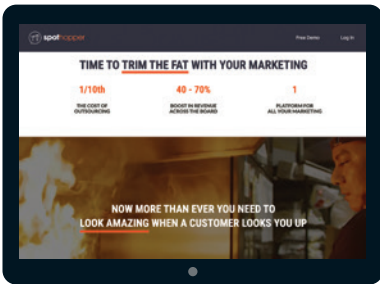 spothopper
Free Demo
Log In
TIME TO TRIM THE FAT WITH YOUR MARKETING
1/10th
THE COST OF
OUTSOURCING
40 - 70%
BOOST IN REVENUE
ACROSS THE BOARD
1
PLATFORM FOR
ALL YOUR MARKETING
NOW MORE THAN EVER YOU NEED TO
LOOK AMAZING WHEN A CUSTOMER LOOKS YOU UP